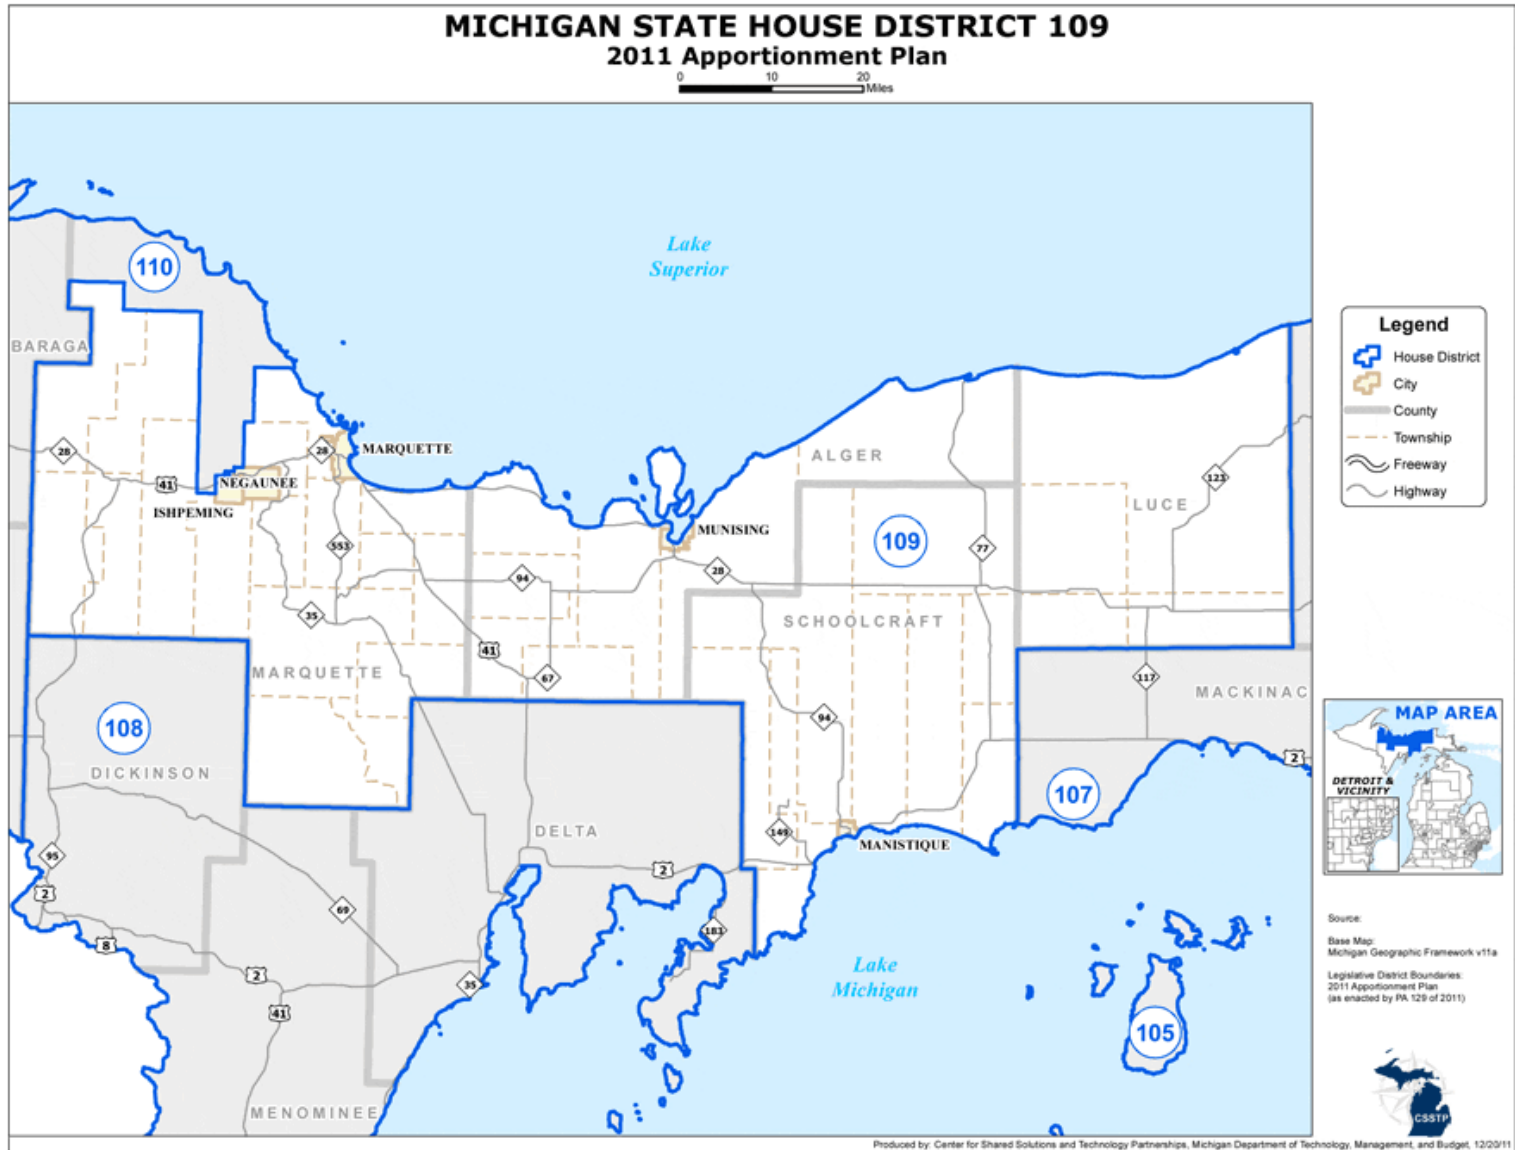 MICHIGAN STATE HOUSE DISTRICT 109
2011 Apportionment Plan
0 10 20
Miles
Lake
Superior
110
BARAGA
28
41
NEGAUNEE
ISHPEMING
28
MARQUETTE
553
35
MARQUETTE
94
41
67
MUNISING
28
ALGER
109
77
SCHOOLCRAFT
94
149
MANISTIQUE
LUCE
123
117
MACKINAC
2
107
108
DICKINSON
95
2
8
2
41
69
35
DELTA
2
183
MENOMINEE
Lake
Michigan
105
Legend
House District
City
County
Township
Freeway
Highway
MAP AREA
DETROIT &
VICINITY
Source:
Base Map:
Michigan Geographic Framework v11a
Legislative District Boundaries:
2011 Apportionment Plan
(as enacted by PA 129 of 2011)
CSSTP
Produced by: Center for Shared Solutions and Technology Partnerships, Michigan Department of Technology, Management, and Budget, 12/20/11